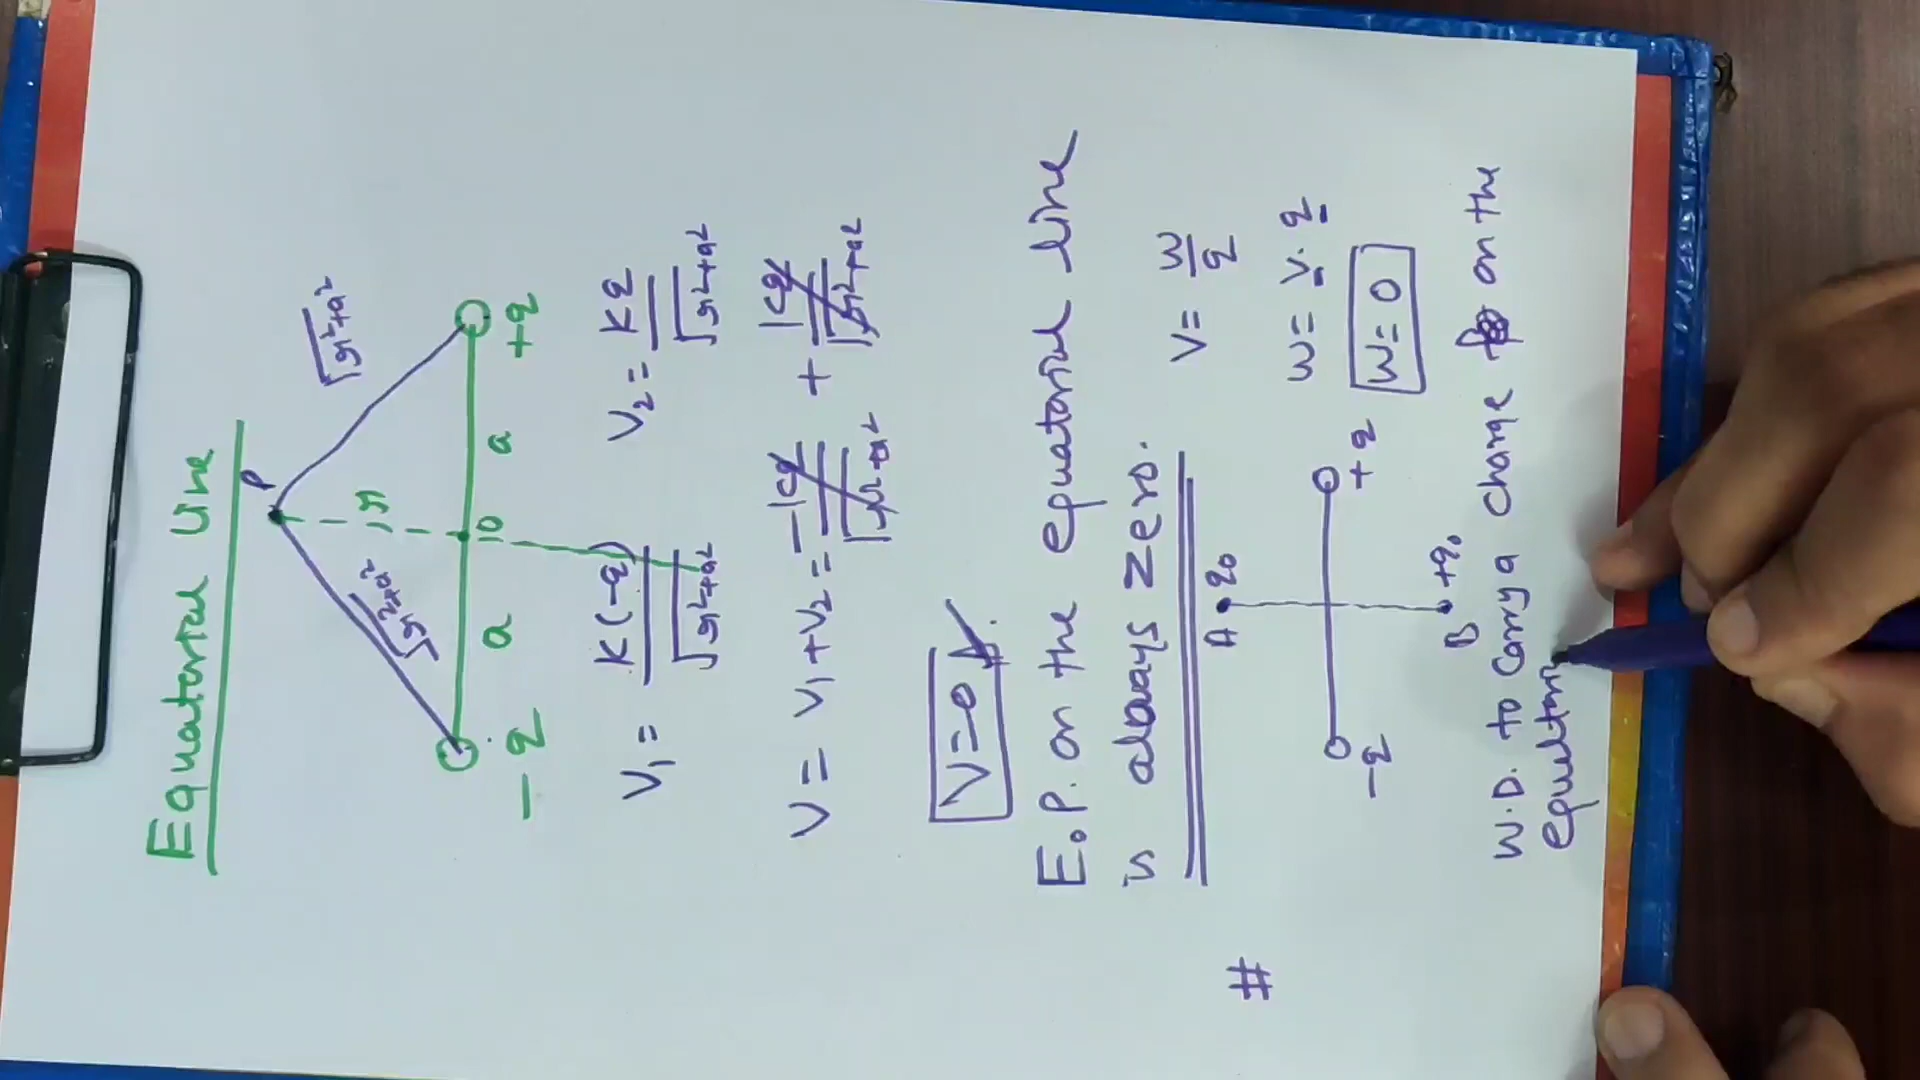 Equatorial Line
P
√r²+a²
√r²+a²
r
-q a O a +q
V₁ = K(-q)/√r²+a² V₂ = Kq/√r²+a²
V = V₁+V₂ = -Kq/√r²+a² + Kq/√r²+a²
V=0
E.P. on the equatorial line
is always zero.
# A q₀ V = W/q
-q +q W = V.q
B +q₀ W = 0
W.D. to carry a charge on the
equatori